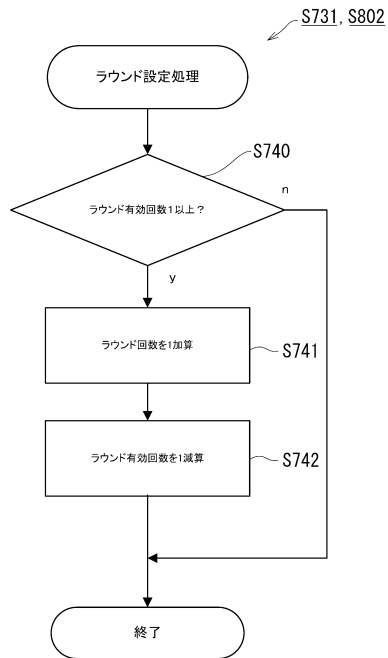 S731, S802
ラウンド設定処理
S740
ラウンド有効回数1以上？
n
y
ラウンド回数を1加算
S741
ラウンド有効回数を1減算
S742
終了